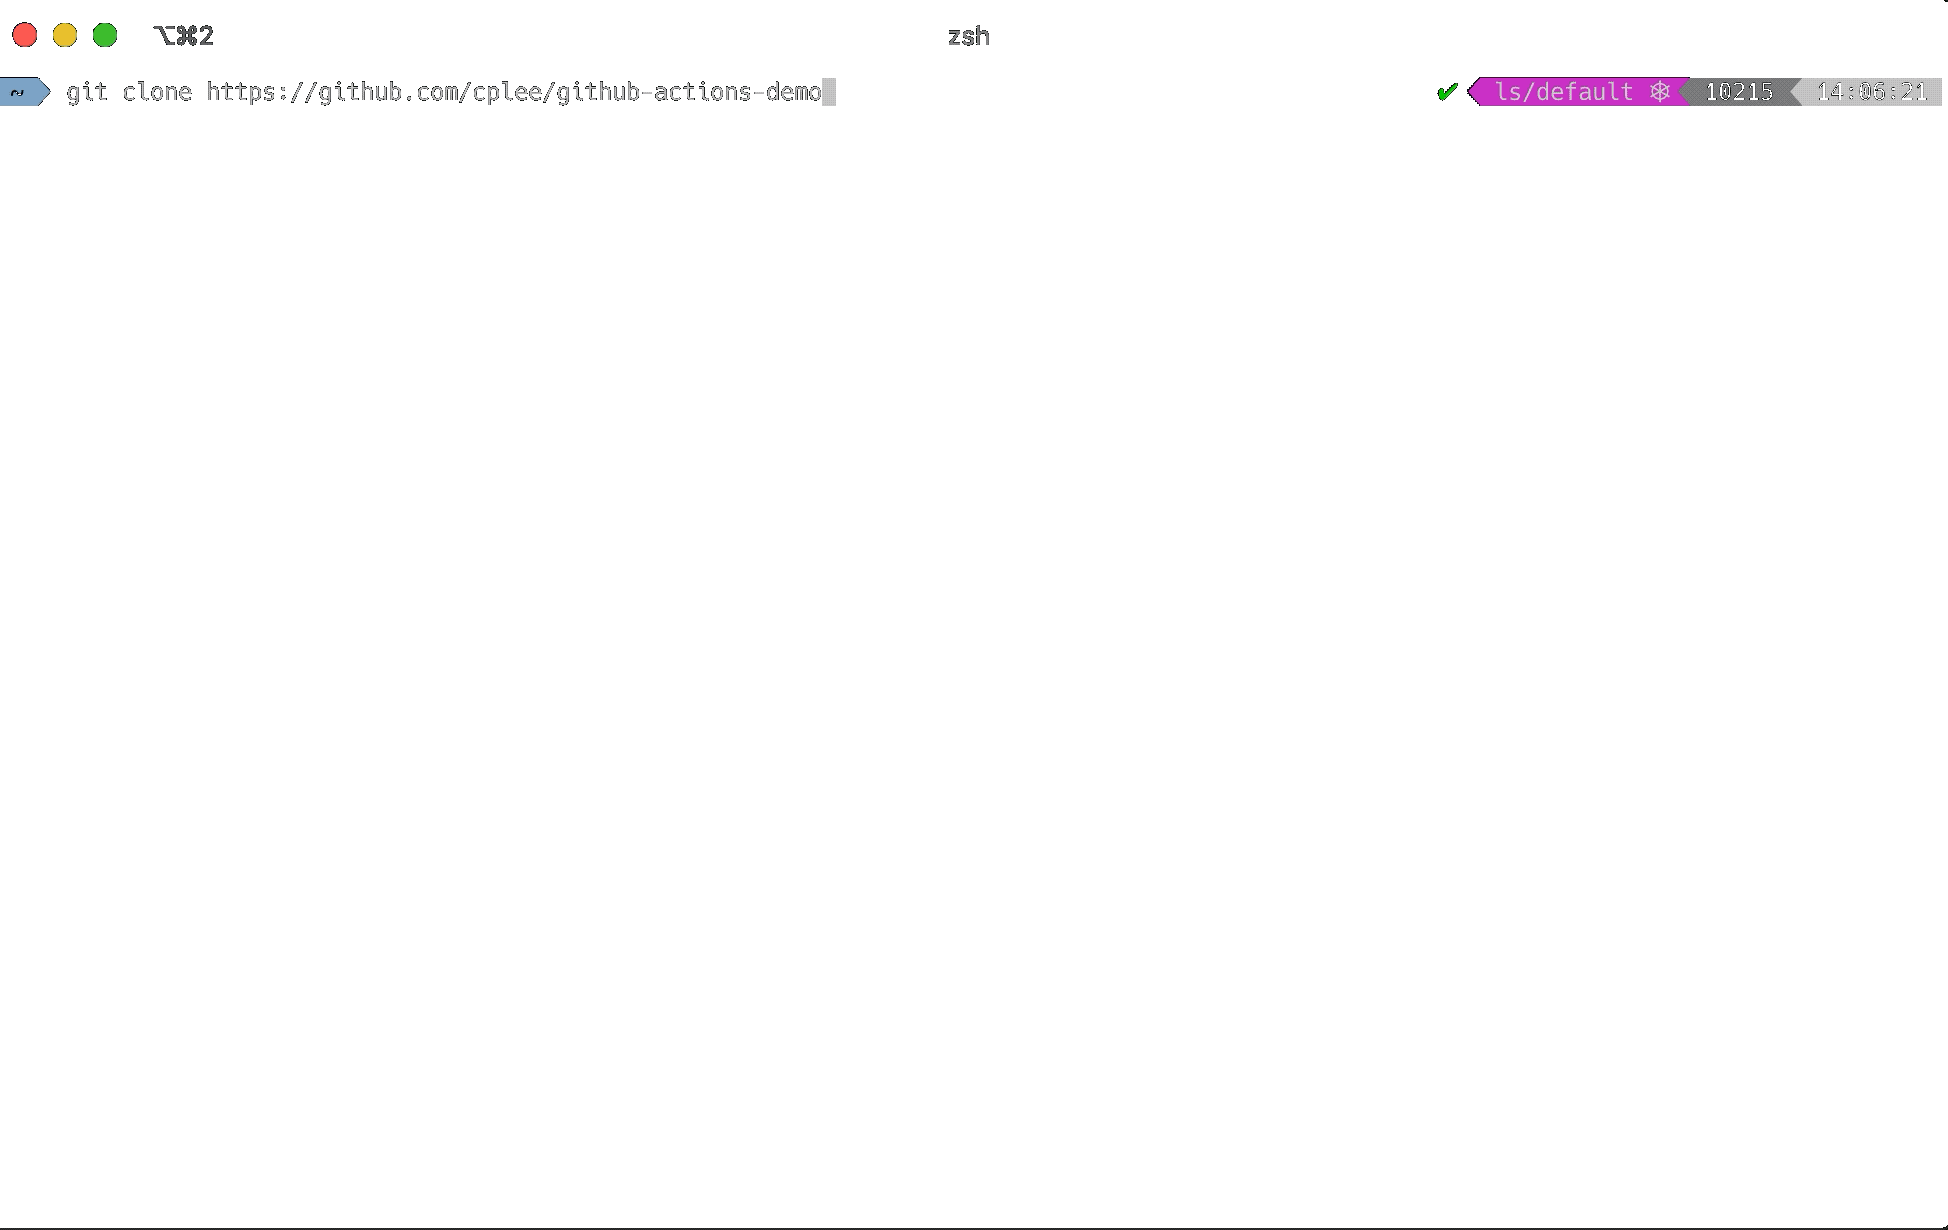 ⌥⌘2 zsh
~ git clone https://github.com/cplee/github-actions-demo ✔ ls/default ☸ 10215 14:06:21